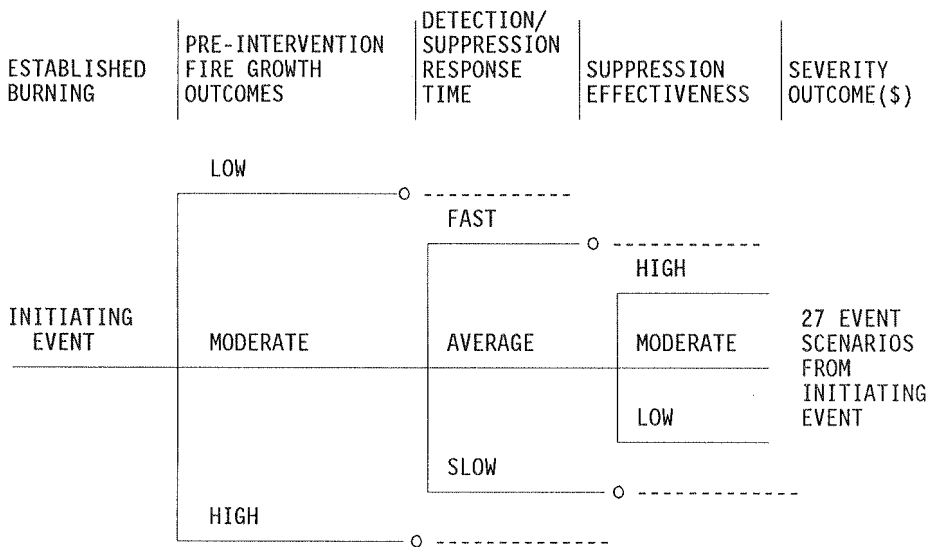 ESTABLISHED
BURNING
PRE-INTERVENTION
FIRE GROWTH
OUTCOMES
DETECTION/
SUPPRESSION
RESPONSE
TIME
SUPPRESSION
EFFECTIVENESS
SEVERITY
OUTCOME($)
LOW
FAST
HIGH
INITIATING
EVENT
MODERATE
AVERAGE
MODERATE
27 EVENT
SCENARIOS
FROM
INITIATING
EVENT
LOW
SLOW
HIGH